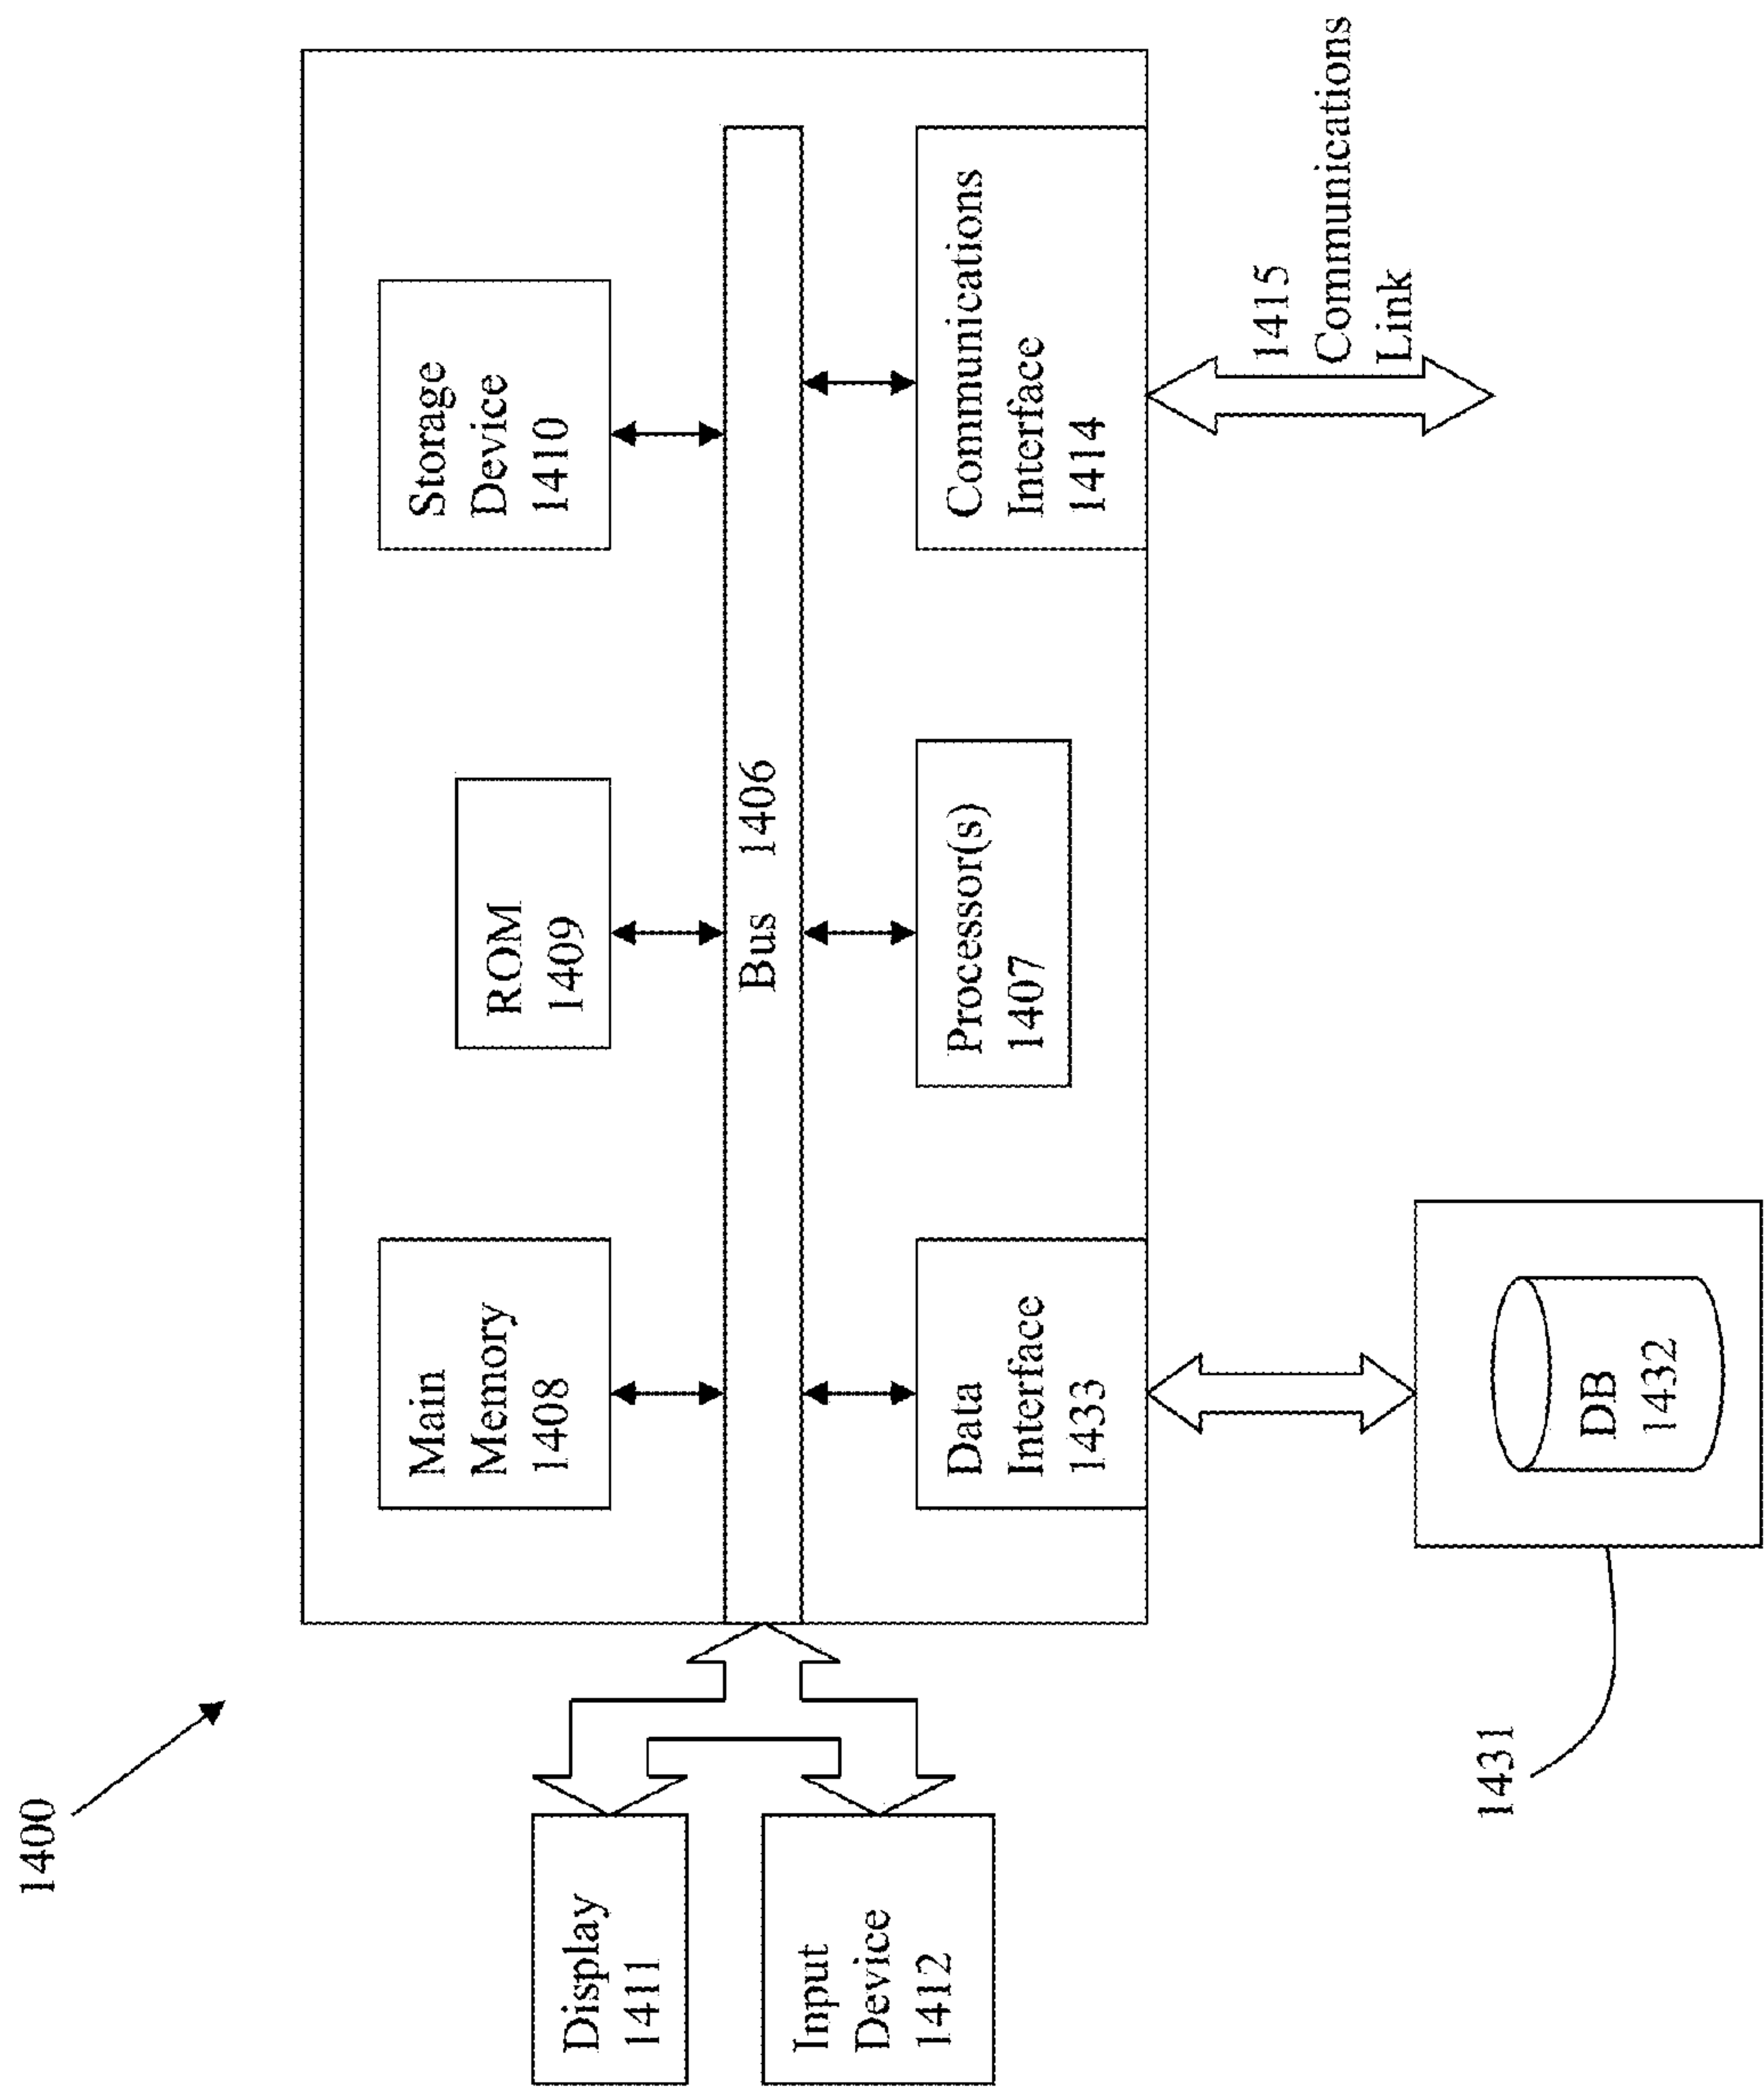 1400
Main
Memory
1408
ROM
1409
Storage
Device
1410
Display
1411
Bus 1406
Input
Device
1412
Data
Interface
1433
Processor(s)
1407
Communications
Interface
1414
1415
Communications
Link
1431
DB
1432